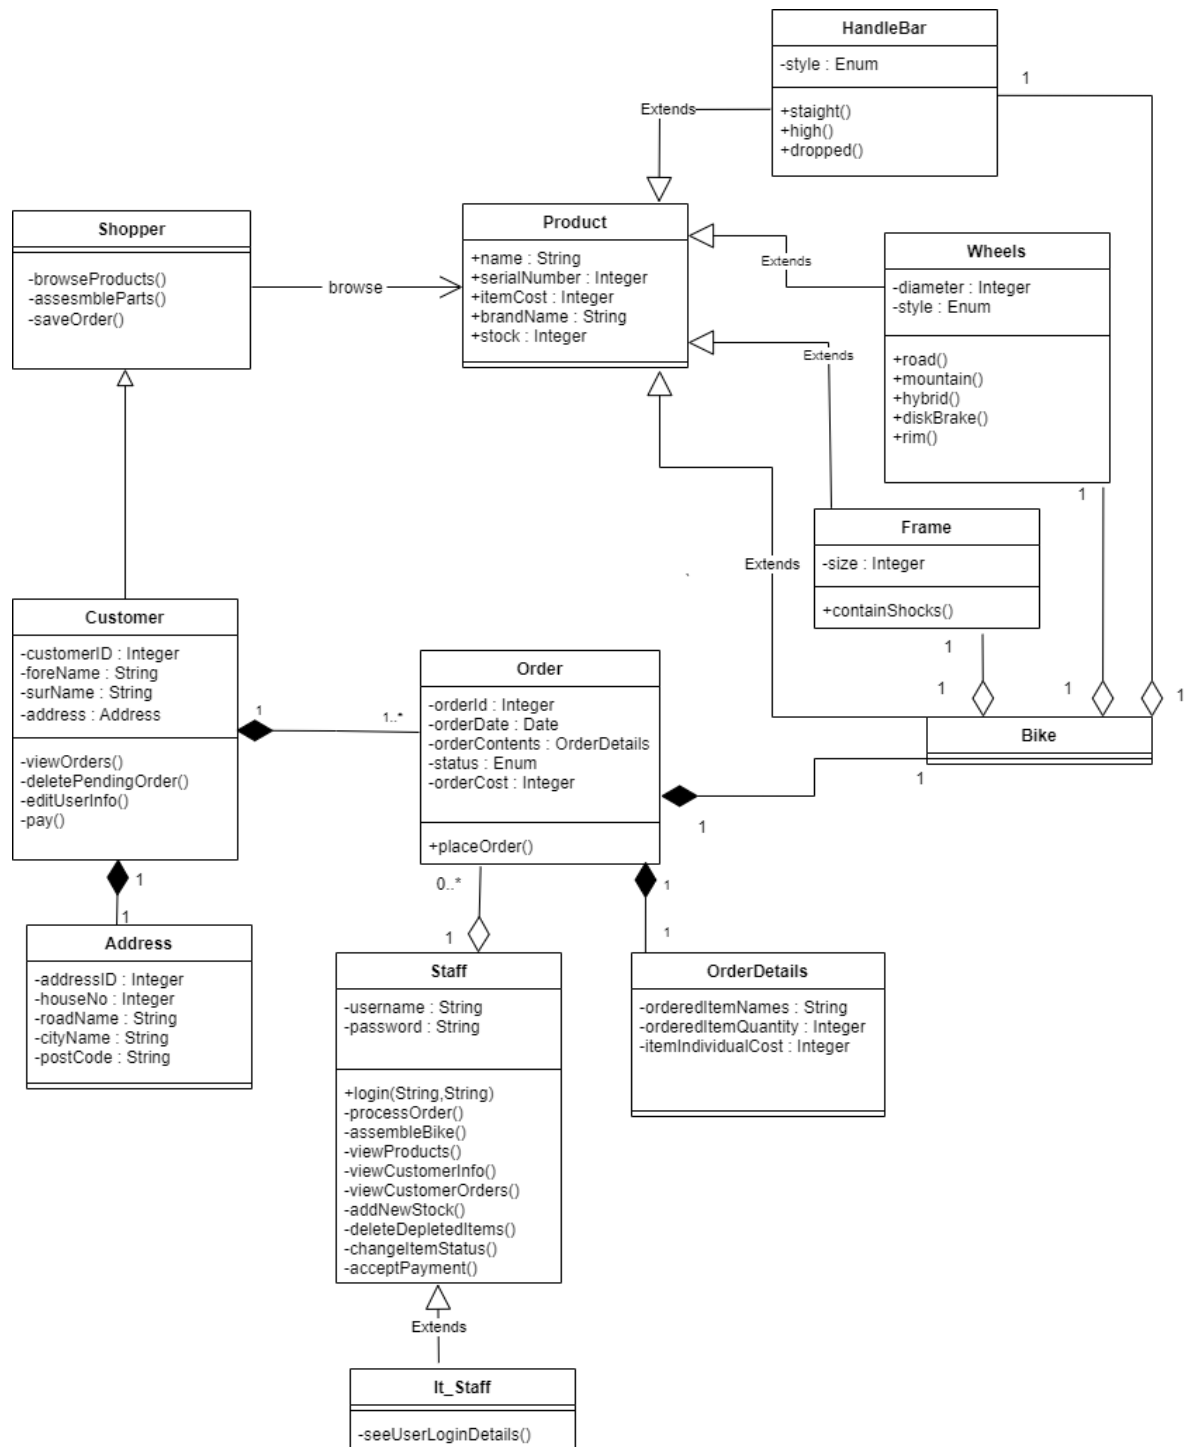 HandleBar
-style : Enum
+staight()
+high()
+dropped()
1
Extends
Shopper
-browseProducts()
-assesmbleParts()
-saveOrder()
browse
Product
+name : String
+serialNumber : Integer
+itemCost : Integer
+brandName : String
+stock : Integer
Extends
Wheels
-diameter : Integer
-style : Enum
+road()
+mountain()
+hybrid()
+diskBrake()
+rim()
1
Extends
Frame
-size : Integer
+containShocks()
1
Extends
1
1
1
Bike
1
Customer
-customerID : Integer
-foreName : String
-surName : String
-address : Address
-viewOrders()
-deletePendingOrder()
-editUserInfo()
-pay()
1
1..*
Order
-orderId : Integer
-orderDate : Date
-orderContents : OrderDetails
-status : Enum
-orderCost : Integer
+placeOrder()
1
1
1
Address
-addressID : Integer
-houseNo : Integer
-roadName : String
-cityName : String
-postCode : String
0..*
1
1
1
Staff
-username : String
-password : String
+login(String,String)
-processOrder()
-assembleBike()
-viewProducts()
-viewCustomerInfo()
-viewCustomerOrders()
-addNewStock()
-deleteDepletedItems()
-changeItemStatus()
-acceptPayment()
OrderDetails
-orderedItemNames : String
-orderedItemQuantity : Integer
-itemIndividualCost : Integer
Extends
It_Staff
-seeUserLoginDetails()